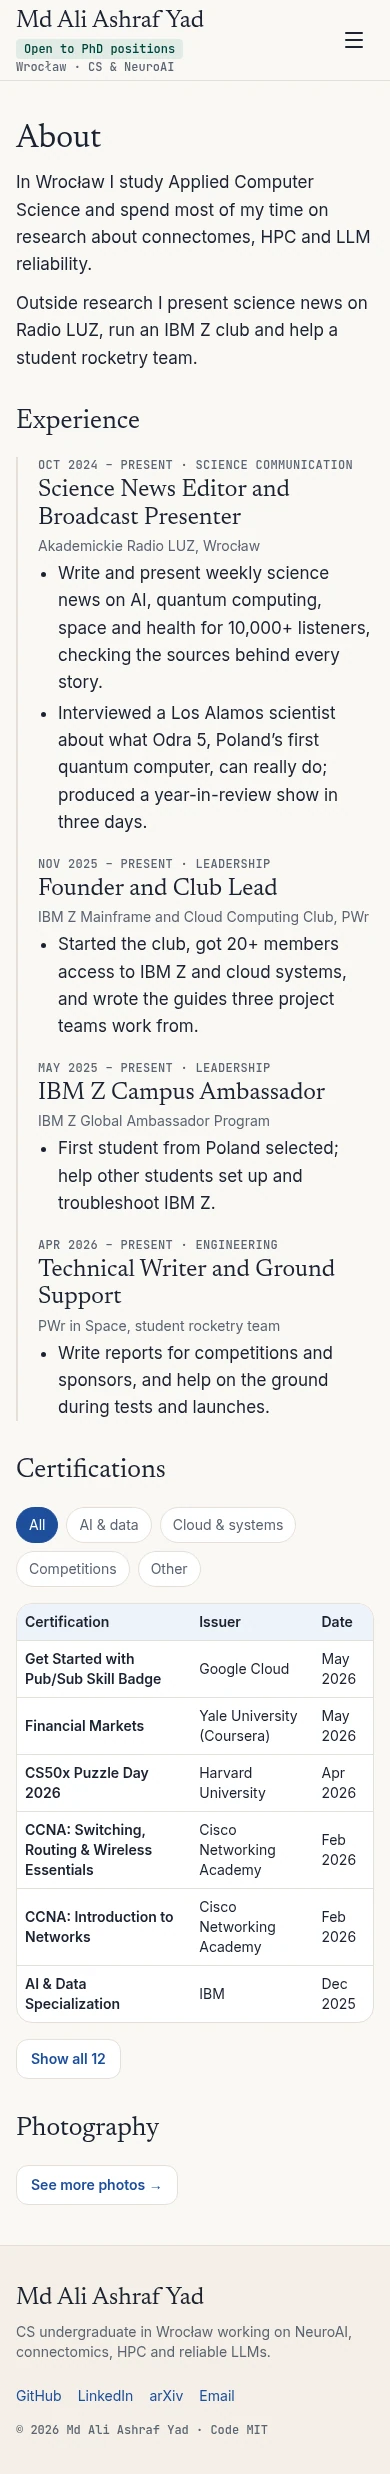 Md Ali Ashraf Yad
Open to PhD positions
Wrocław · CS & NeuroAI
About
In Wrocław I study Applied Computer
Science and spend most of my time on
research about connectomes, HPC and LLM
reliability.
Outside research I present science news on
Radio LUZ, run an IBM Z club and help a
student rocketry team.
Experience
OCT 2024 – PRESENT · SCIENCE COMMUNICATION
Science News Editor and
Broadcast Presenter
Akademickie Radio LUZ, Wrocław
• Write and present weekly science
news on AI, quantum computing,
space and health for 10,000+ listeners,
checking the sources behind every
story.
• Interviewed a Los Alamos scientist
about what Odra 5, Poland’s first
quantum computer, can really do;
produced a year-in-review show in
three days.
NOV 2025 – PRESENT · LEADERSHIP
Founder and Club Lead
IBM Z Mainframe and Cloud Computing Club, PWr
• Started the club, got 20+ members
access to IBM Z and cloud systems,
and wrote the guides three project
teams work from.
MAY 2025 – PRESENT · LEADERSHIP
IBM Z Campus Ambassador
IBM Z Global Ambassador Program
• First student from Poland selected;
help other students set up and
troubleshoot IBM Z.
APR 2026 – PRESENT · ENGINEERING
Technical Writer and Ground
Support
PWr in Space, student rocketry team
• Write reports for competitions and
sponsors, and help on the ground
during tests and launches.
Certifications
All AI & data Cloud & systems
Competitions Other
Certification Issuer Date
Get Started with
Pub/Sub Skill Badge
Google Cloud
May
2026
Financial Markets
Yale University
(Coursera)
May
2026
CS50x Puzzle Day
2026
Harvard
University
Apr
2026
CCNA: Switching,
Routing & Wireless
Essentials
Cisco
Networking
Academy
Feb
2026
CCNA: Introduction to
Networks
Cisco
Networking
Academy
Feb
2026
AI & Data
Specialization
IBM
Dec
2025
Show all 12
Photography
See more photos →
Md Ali Ashraf Yad
CS undergraduate in Wrocław working on NeuroAI,
connectomics, HPC and reliable LLMs.
GitHub LinkedIn arXiv Email
© 2026 Md Ali Ashraf Yad · Code MIT